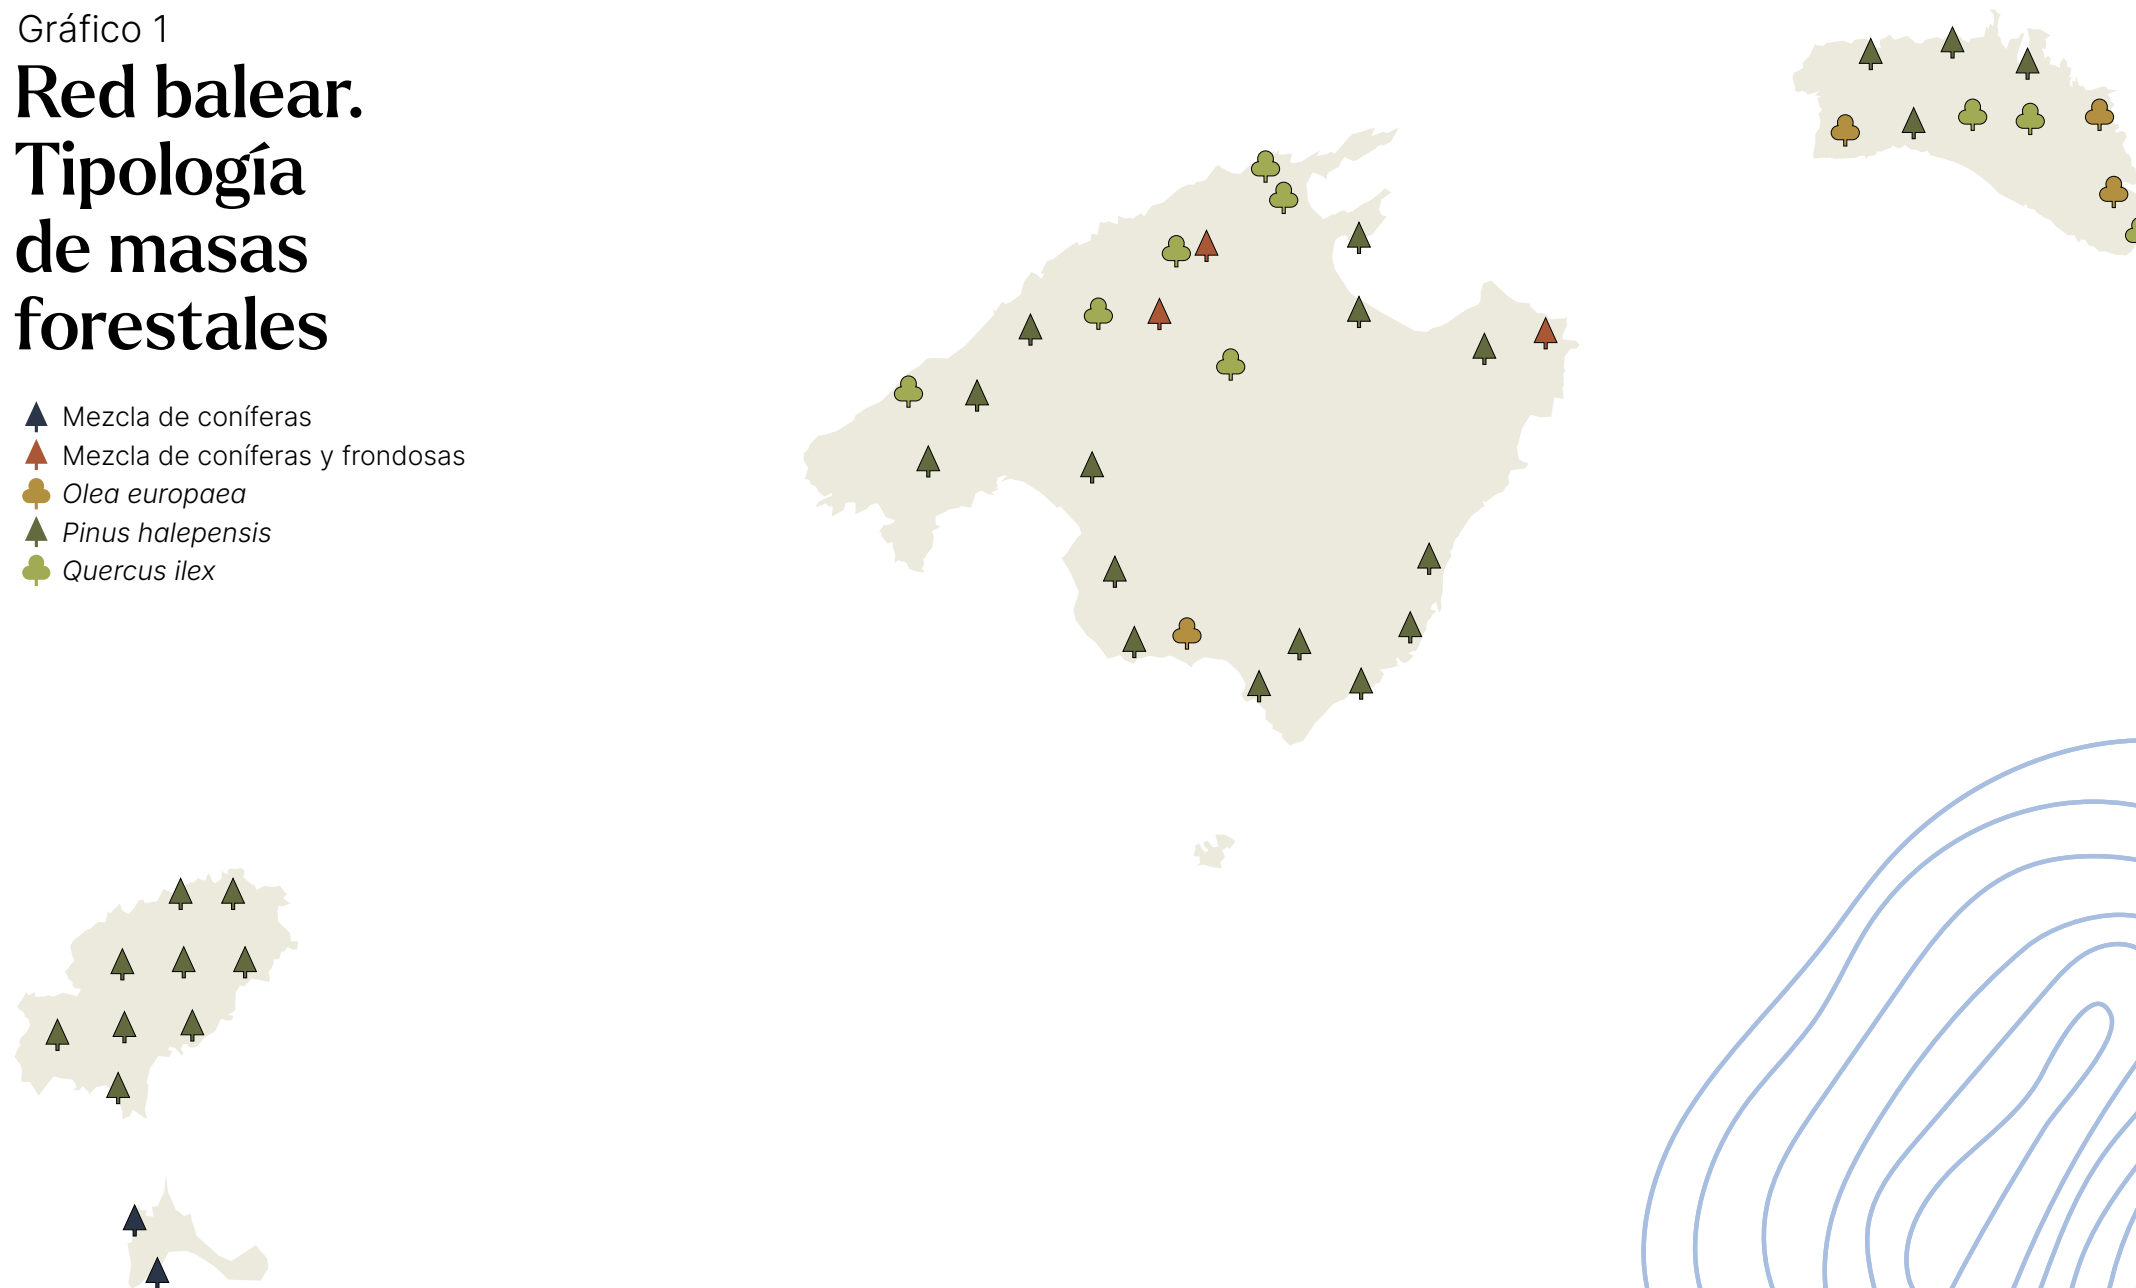 Gráfico 1
Red balear.
Tipología
de masas
forestales
Mezcla de coníferas
Mezcla de coníferas y frondosas
Olea europaea
Pinus halepensis
Quercus ilex